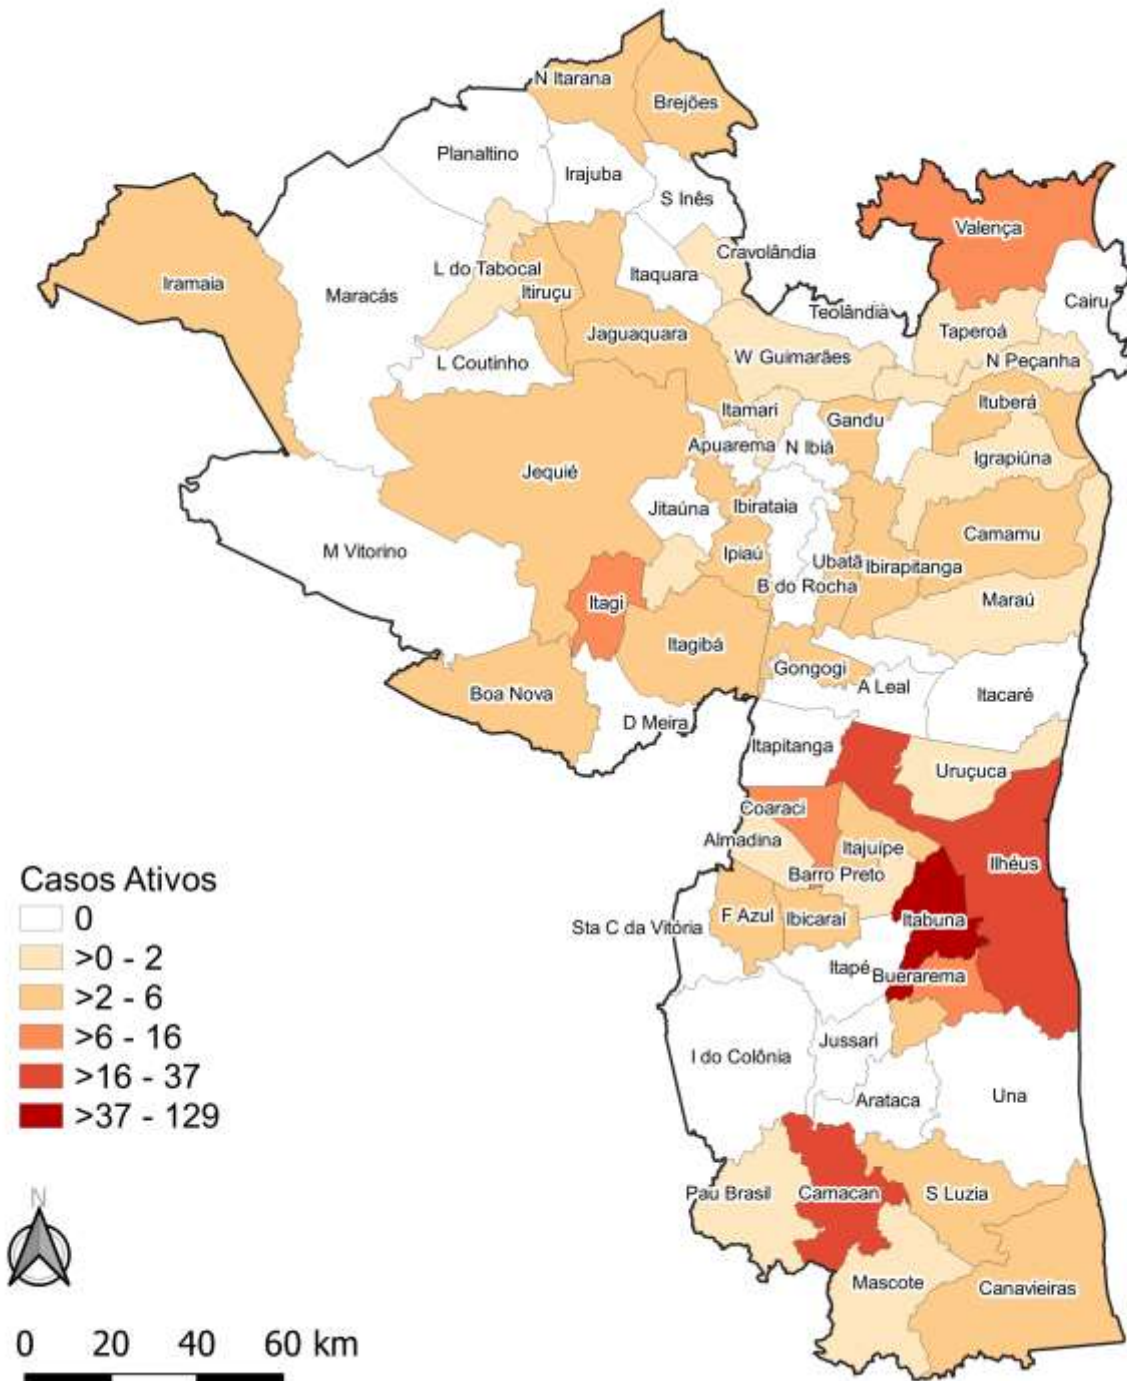 N Itarana
Brejões
Planaltino
Irajuba
S Inês
Valença
Cravolândia
L do Tabocal
Itaquara
Iramaia
Maracás
Itiruçu
Teolândia
Cairu
Jaguaquara
Taperoá
L Coutinho
W Guimarães
N Peçanha
Itamari
Gandu
Ituberá
Apuarema
N Ibiá
Igrapiúna
Jequié
Jitaúna
Ibirataia
Camamu
M Vitorino
Ipiaú
Ubatã
Ibirapitanga
B do Rocha
Itagi
Maraú
Itagibá
Gongogi
Boa Nova
A Leal
Itacaré
D Meira
Itapitanga
Uruçuca
Coaraci
Almadina
Itajuípe
Ilhéus
Barro Preto
F Azul
Ibicaraí
Itabuna
Sta C da Vitória
Itapé
Buerarema
Jussari
I do Colônia
Arataca
Una
Pau Brasil
Camacan
S Luzia
Mascote
Canavieiras
Casos Ativos
0
>0 - 2
>2 - 6
>6 - 16
>16 - 37
>37 - 129
N
0 20 40 60 km